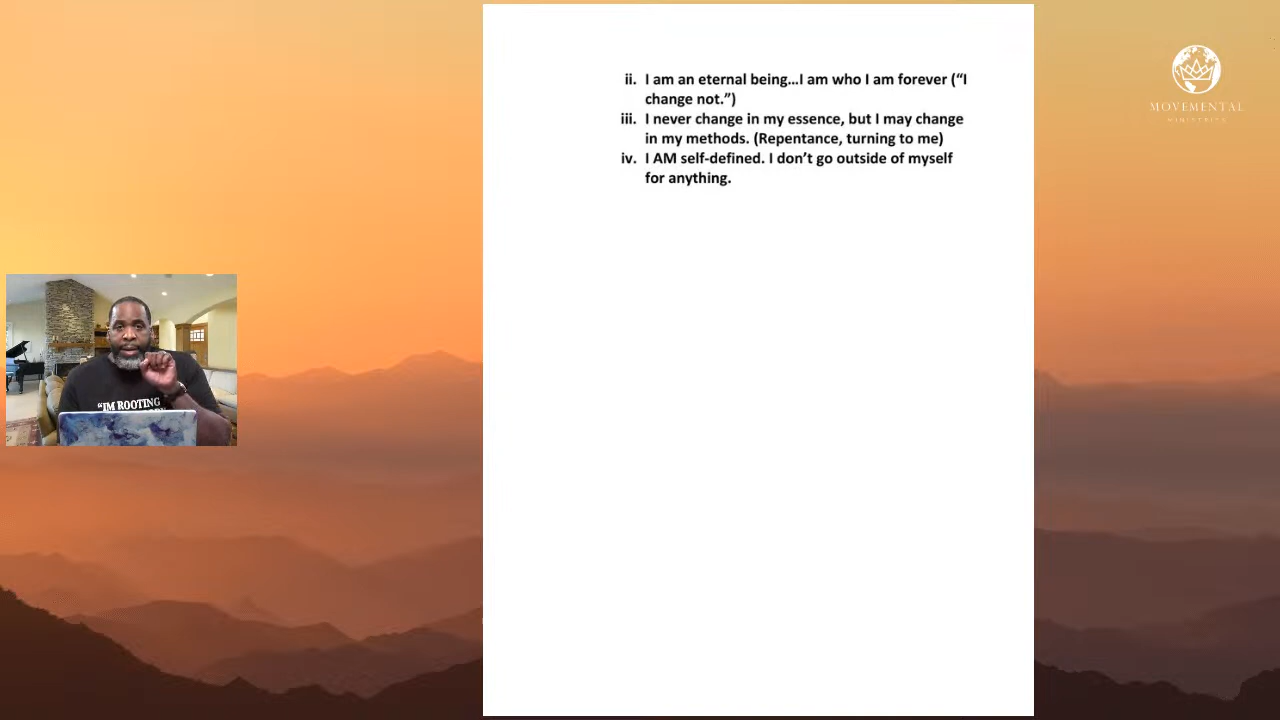 ii. I am an eternal being...I am who I am forever (“I
change not.”)
iii. I never change in my essence, but I may change
in my methods. (Repentance, turning to me)
iv. I AM self-defined. I don’t go outside of myself
for anything.
MOVEMENTAL
MINISTRIES
“IM ROOTING